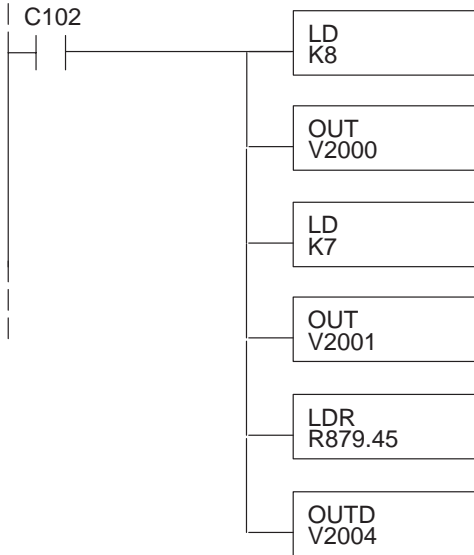 C102
LD
K8
OUT
V2000
LD
K7
OUT
V2001
LDR
R879.45
OUTD
V2004